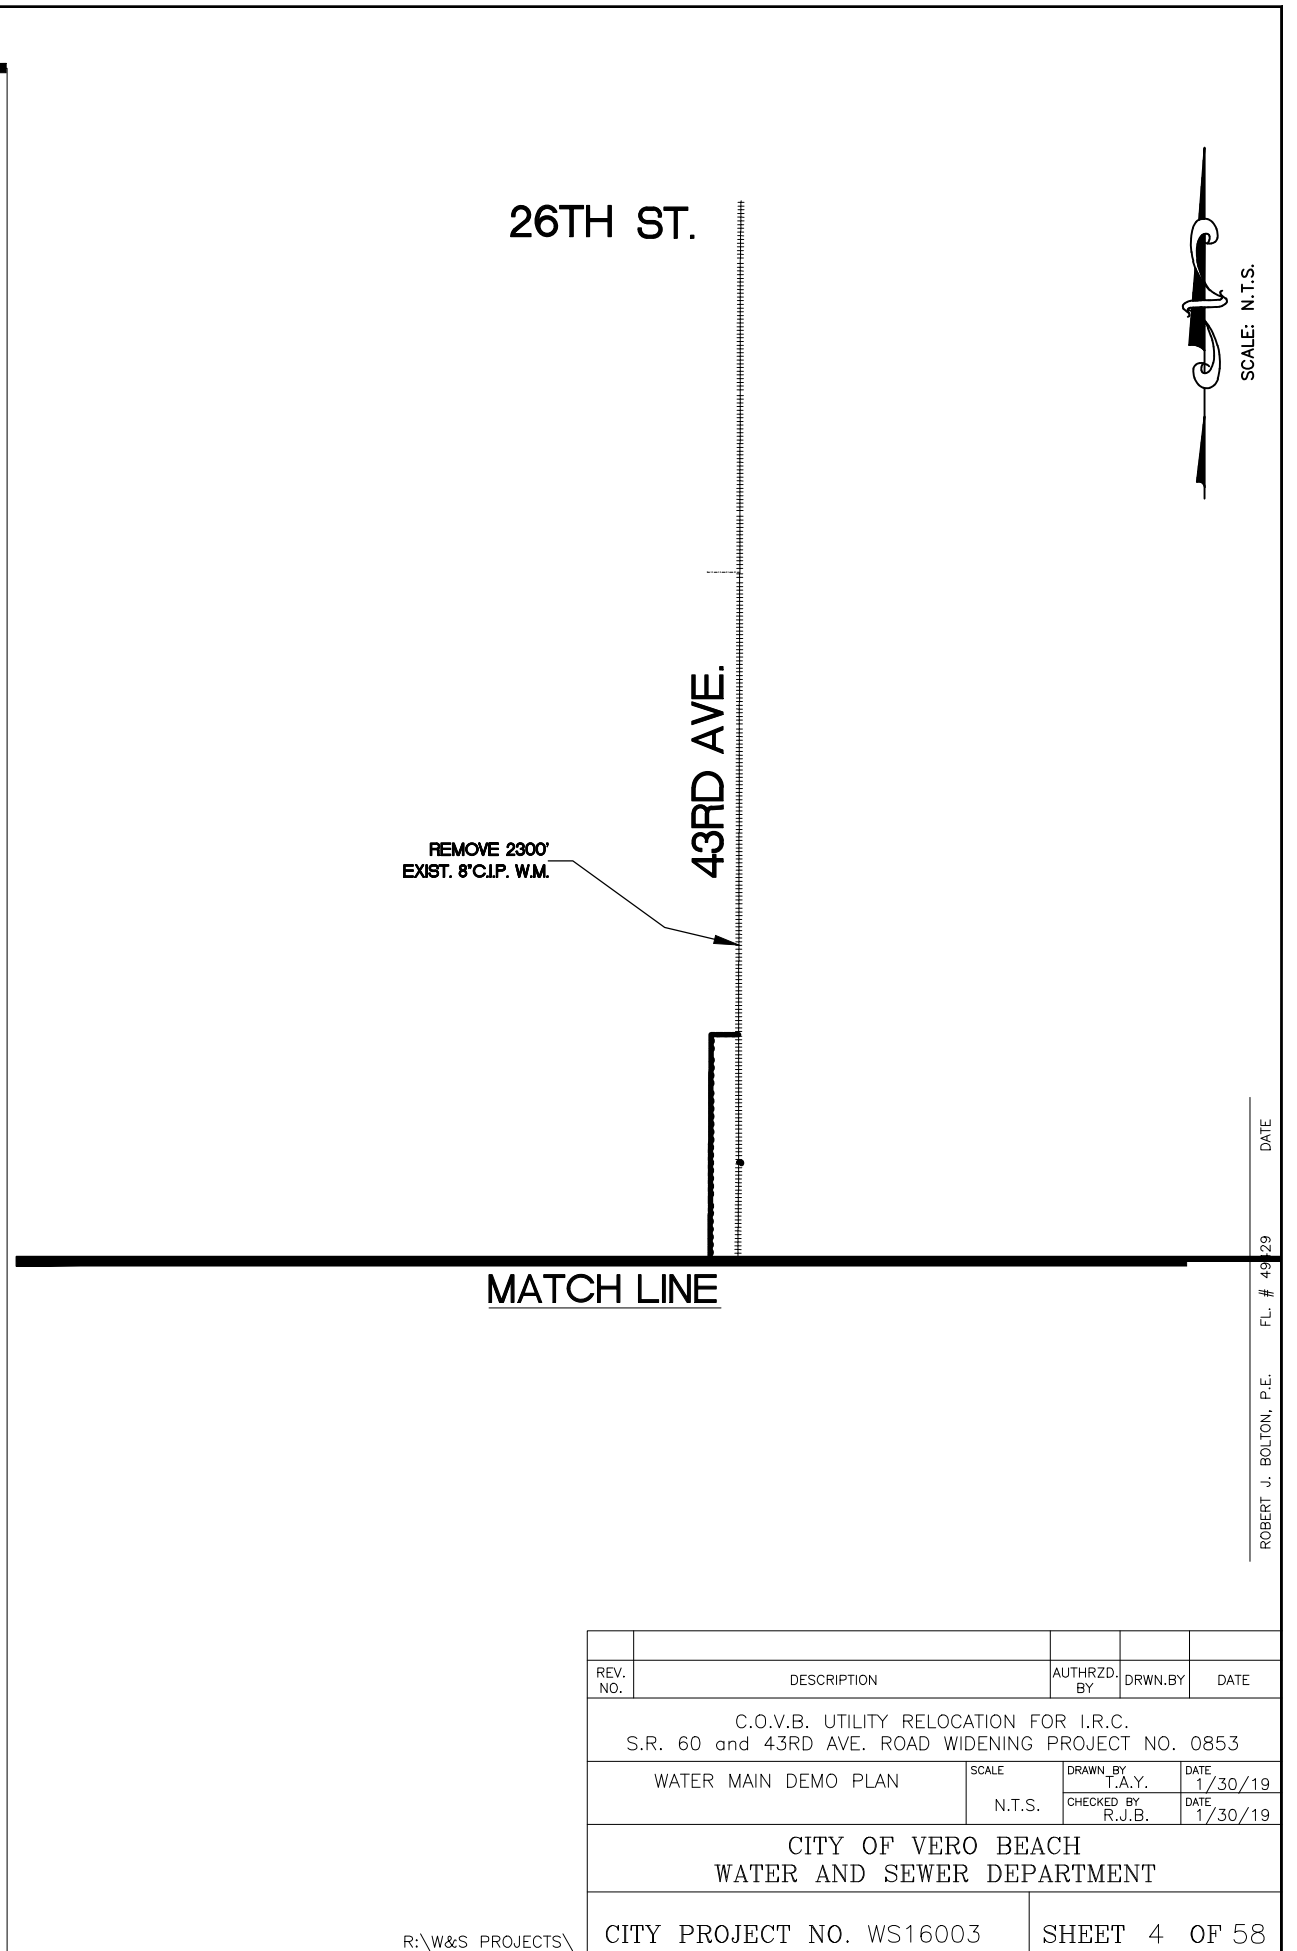 26TH ST.
SCALE: N.T.S.
43RD AVE.
REMOVE 2300'
EXIST. 8"C.I.P. W.M.
MATCH LINE
ROBERT J. BOLTON, P.E. FL. # 49429 DATE
REV. NO. DESCRIPTION AUTHRZD. BY DRWN.BY DATE
C.O.V.B. UTILITY RELOCATION FOR I.R.C.
S.R. 60 and 43RD AVE. ROAD WIDENING PROJECT NO. 0853
WATER MAIN DEMO PLAN
SCALE
N.T.S.
DRAWN BY
T.A.Y.
DATE
1/30/19
CHECKED BY
R.J.B.
DATE
1/30/19
CITY OF VERO BEACH
WATER AND SEWER DEPARTMENT
R:\W&S PROJECTS\
CITY PROJECT NO. WS16003
SHEET 4 OF 58